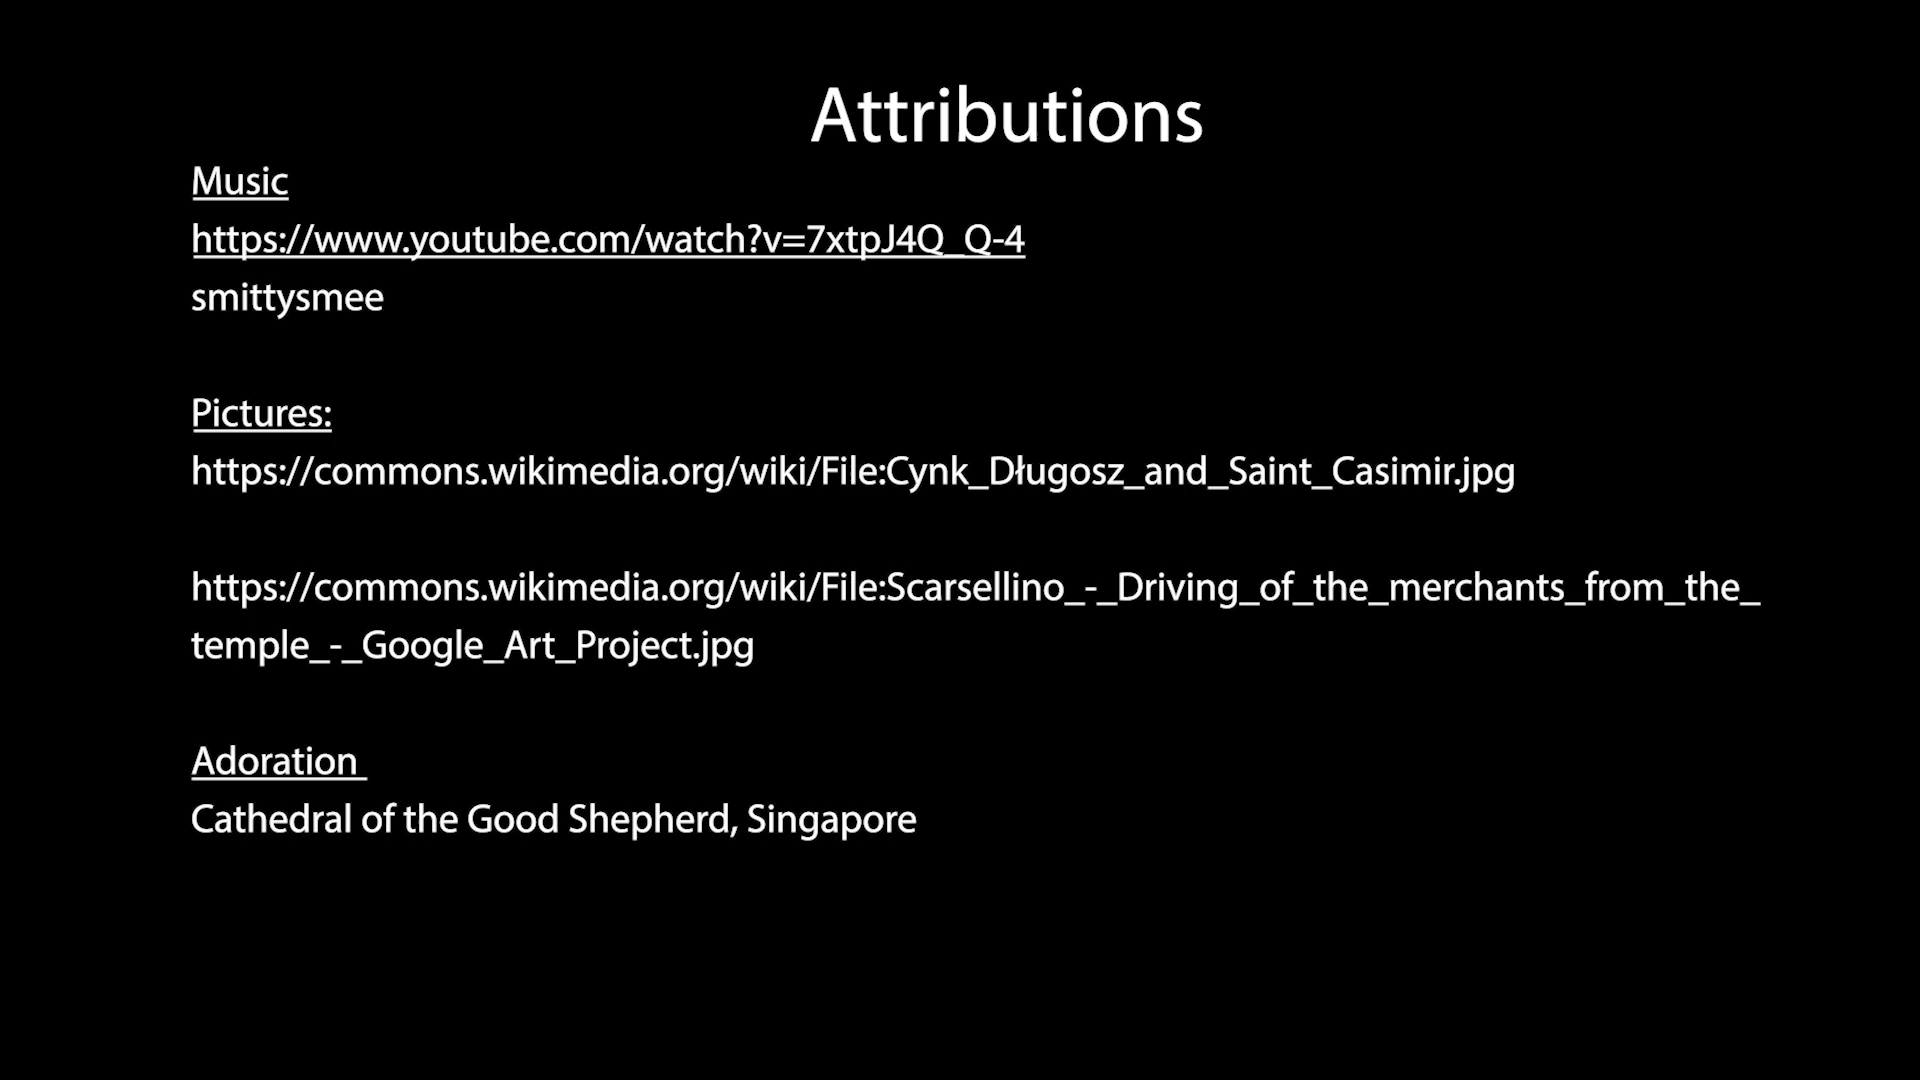 Attributions
Music
https://www.youtube.com/watch?v=7xtpJ4Q_Q-4
smittysmee
Pictures:
https://commons.wikimedia.org/wiki/File:Cynk_Długosz_and_Saint_Casimir.jpg
https://commons.wikimedia.org/wiki/File:Scarsellino_-_Driving_of_the_merchants_from_the_
temple_-_Google_Art_Project.jpg
Adoration
Cathedral of the Good Shepherd, Singapore